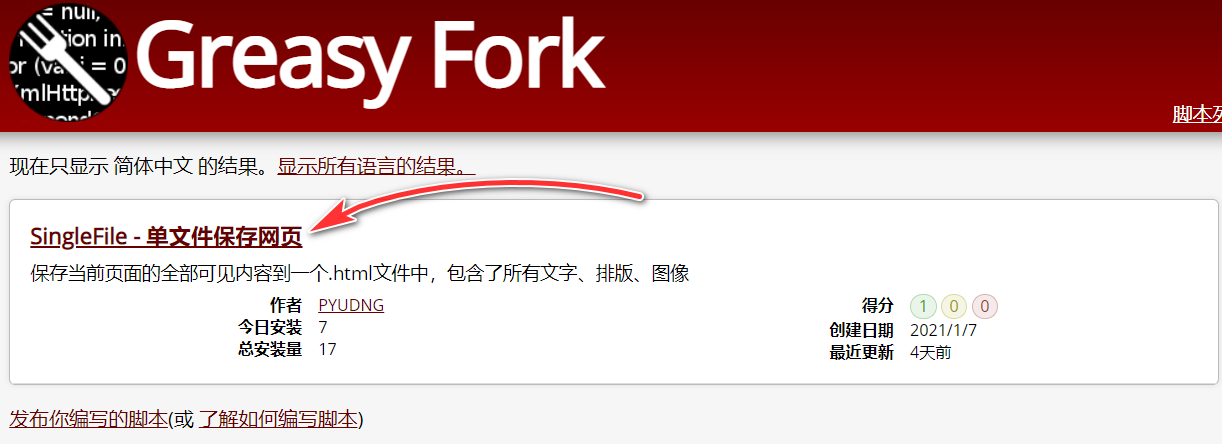 = null,
Greasy Fork
脚本列
现在只显示 简体中文 的结果。显示所有语言的结果。
SingleFile - 单文件保存网页
保存当前页面的全部可见内容到一个.html文件中，包含了所有文字、排版、图像
作者 PYUDNG 得分 1 0 0
今日安装 7 创建日期 2021/1/7
总安装量 17 最近更新 4天前
发布你编写的脚本(或 了解如何编写脚本)